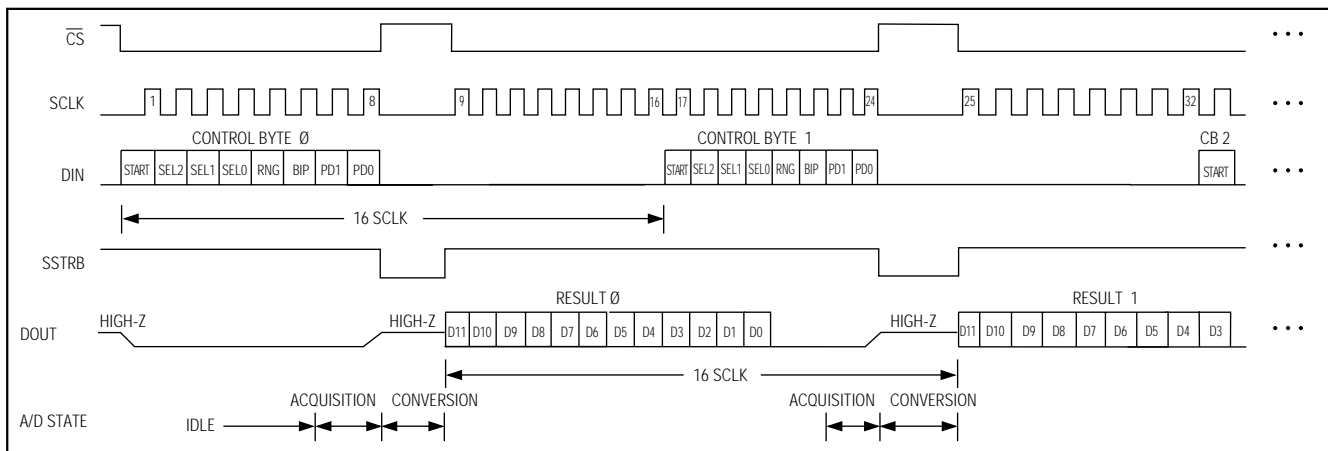 CS • • •
SCLK 1 8 9 16 17 24 25 32 • • •
CONTROL BYTE Ø CONTROL BYTE 1 CB 2
DIN START SEL2 SEL1 SEL0 RNG BIP PD1 PD0 START SEL2 SEL1 SEL0 RNG BIP PD1 PD0 START • • •
16 SCLK
SSTRB • • •
RESULT Ø RESULT 1
DOUT HIGH-Z HIGH-Z D11 D10 D9 D8 D7 D6 D5 D4 D3 D2 D1 D0 HIGH-Z D11 D10 D9 D8 D7 D6 D5 D4 D3 • • •
16 SCLK
ACQUISITION CONVERSION ACQUISITION CONVERSION
A/D STATE IDLE